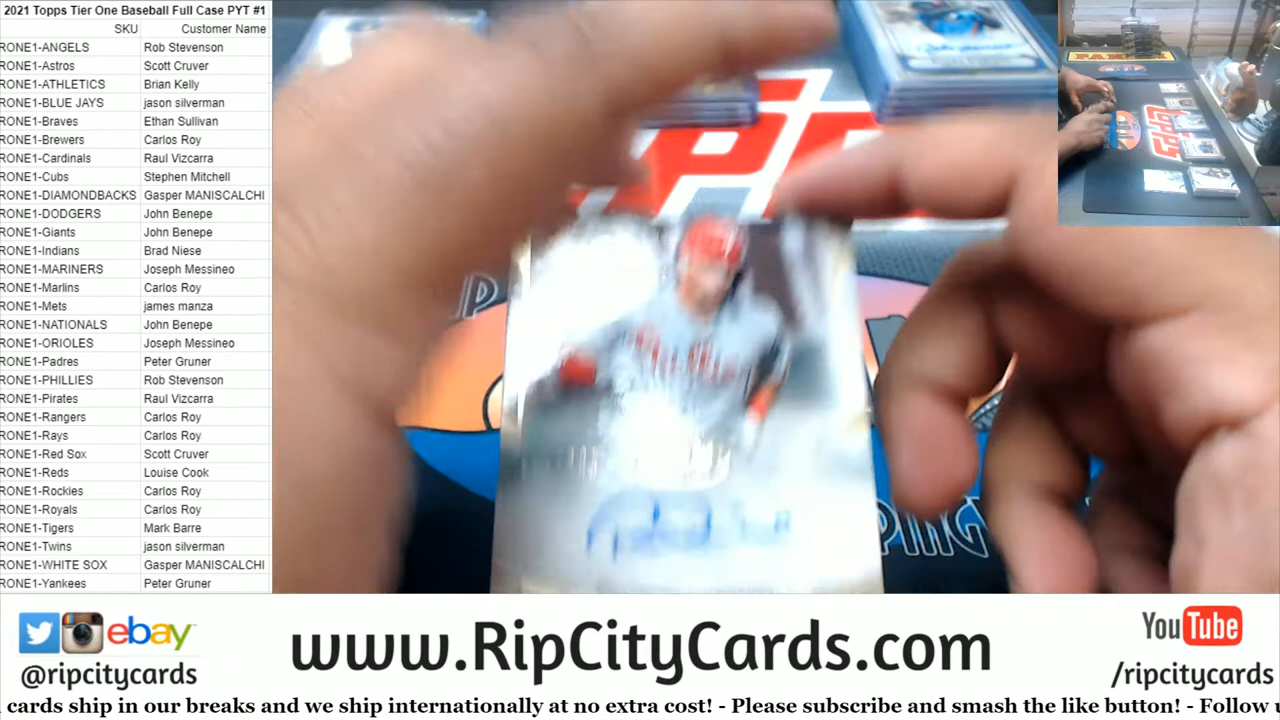 2021 Topps Tier One Baseball Full Case PYT #1
SKU Customer Name
RONE1-ANGELS Rob Stevenson
RONE1-Astros Scott Cruver
RONE1-ATHLETICS Brian Kelly
RONE1-BLUE JAYS jason silverman
RONE1-Braves Ethan Sullivan
RONE1-Brewers Carlos Roy
RONE1-Cardinals Raul Vizcarra
RONE1-Cubs Stephen Mitchell
RONE1-DIAMONDBACKS Gasper MANISCALCHI
RONE1-DODGERS John Benepe
RONE1-Giants John Benepe
RONE1-Indians Brad Niese
RONE1-MARINERS Joseph Messineo
RONE1-Marlins Carlos Roy
RONE1-Mets james manza
RONE1-NATIONALS John Benepe
RONE1-ORIOLES Joseph Messineo
RONE1-Padres Peter Gruner
RONE1-PHILLIES Rob Stevenson
RONE1-Pirates Raul Vizcarra
RONE1-Rangers Carlos Roy
RONE1-Rays Carlos Roy
RONE1-Red Sox Scott Cruver
RONE1-Reds Louise Cook
RONE1-Rockies Carlos Roy
RONE1-Royals Carlos Roy
RONE1-Tigers Mark Barre
RONE1-Twins jason silverman
RONE1-WHITE SOX Gasper MANISCALCHI
RONE1-Yankees Peter Gruner
PANINI
ebay
@ripcitycards
www.RipCityCards.com
YouTube
/ripcitycards
cards ship in our breaks and we ship internationally at no extra cost! - Please subscribe and smash the like button! - Follow